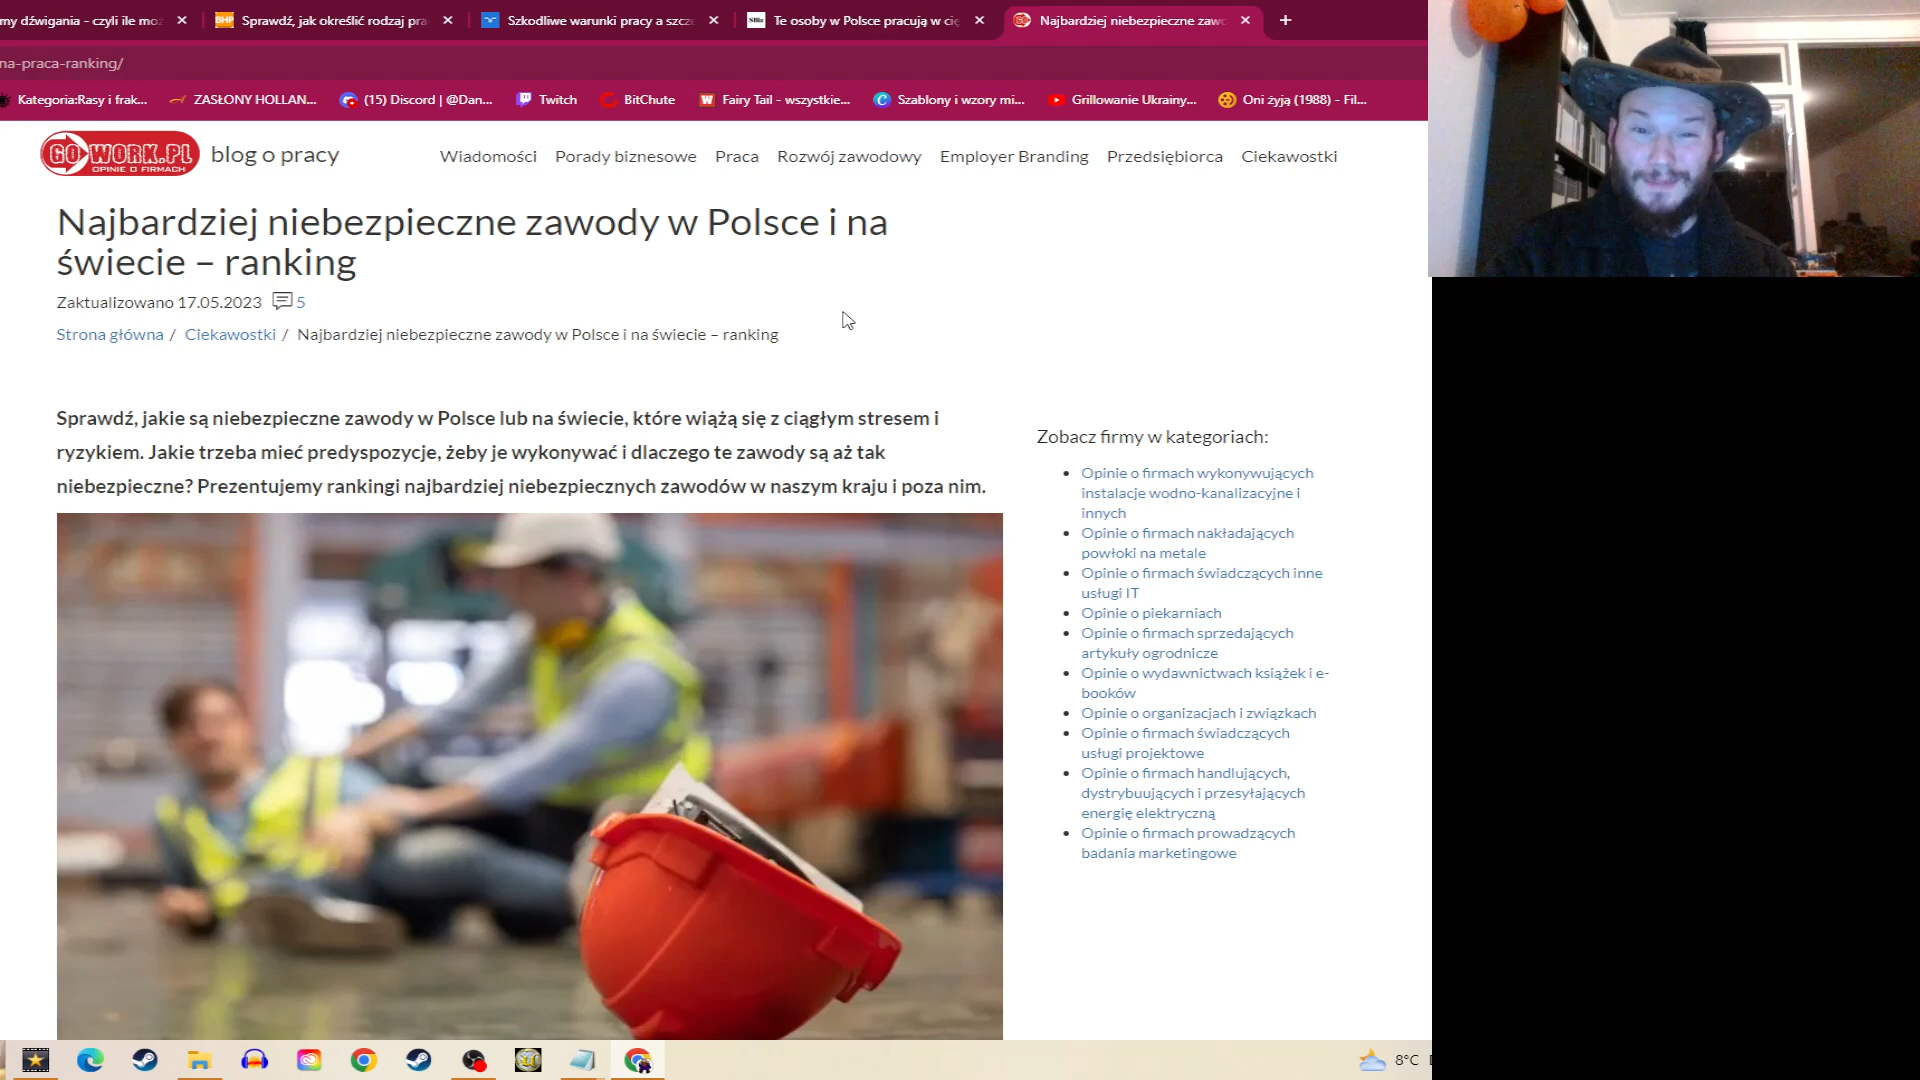 my dźwigania - czyli ile moż
Sprawdź, jak określić rodzaj pra
Szkodliwe warunki pracy a szcze
Te osoby w Polsce pracują w cię
Najbardziej niebezpieczne zawo
na-praca-ranking/
Kategoria:Rasy i frak...
ZASŁONY HOLLAN...
(15) Discord | @Dan...
Twitch
BitChute
Fairy Tail - wszystkie...
Szablony i wzory mi...
Grillowanie Ukrainy...
Oni żyją (1988) - Fil...
GO WORK.PL
OPINIE O FIRMACH
blog o pracy
Wiadomości
Porady biznesowe
Praca
Rozwój zawodowy
Employer Branding
Przedsiębiorca
Ciekawostki
Najbardziej niebezpieczne zawody w Polsce i na
świecie – ranking
Zaktualizowano 17.05.2023 5
Strona główna / Ciekawostki / Najbardziej niebezpieczne zawody w Polsce i na świecie – ranking
Sprawdź, jakie są niebezpieczne zawody w Polsce lub na świecie, które wiążą się z ciągłym stresem i
ryzykiem. Jakie trzeba mieć predyspozycje, żeby je wykonywać i dlaczego te zawody są aż tak
niebezpieczne? Prezentujemy rankingi najbardziej niebezpiecznych zawodów w naszym kraju i poza nim.
Zobacz firmy w kategoriach:
Opinie o firmach wykonywujących
instalacje wodno-kanalizacyjne i
innych
Opinie o firmach nakładających
powłoki na metale
Opinie o firmach świadczących inne
usługi IT
Opinie o piekarniach
Opinie o firmach sprzedających
artykuły ogrodnicze
Opinie o wydawnictwach książek i e-
booków
Opinie o organizacjach i związkach
Opinie o firmach świadczących
usługi projektowe
Opinie o firmach handlujących,
dystrybuujących i przesyłających
energię elektryczną
Opinie o firmach prowadzących
badania marketingowe
8°C